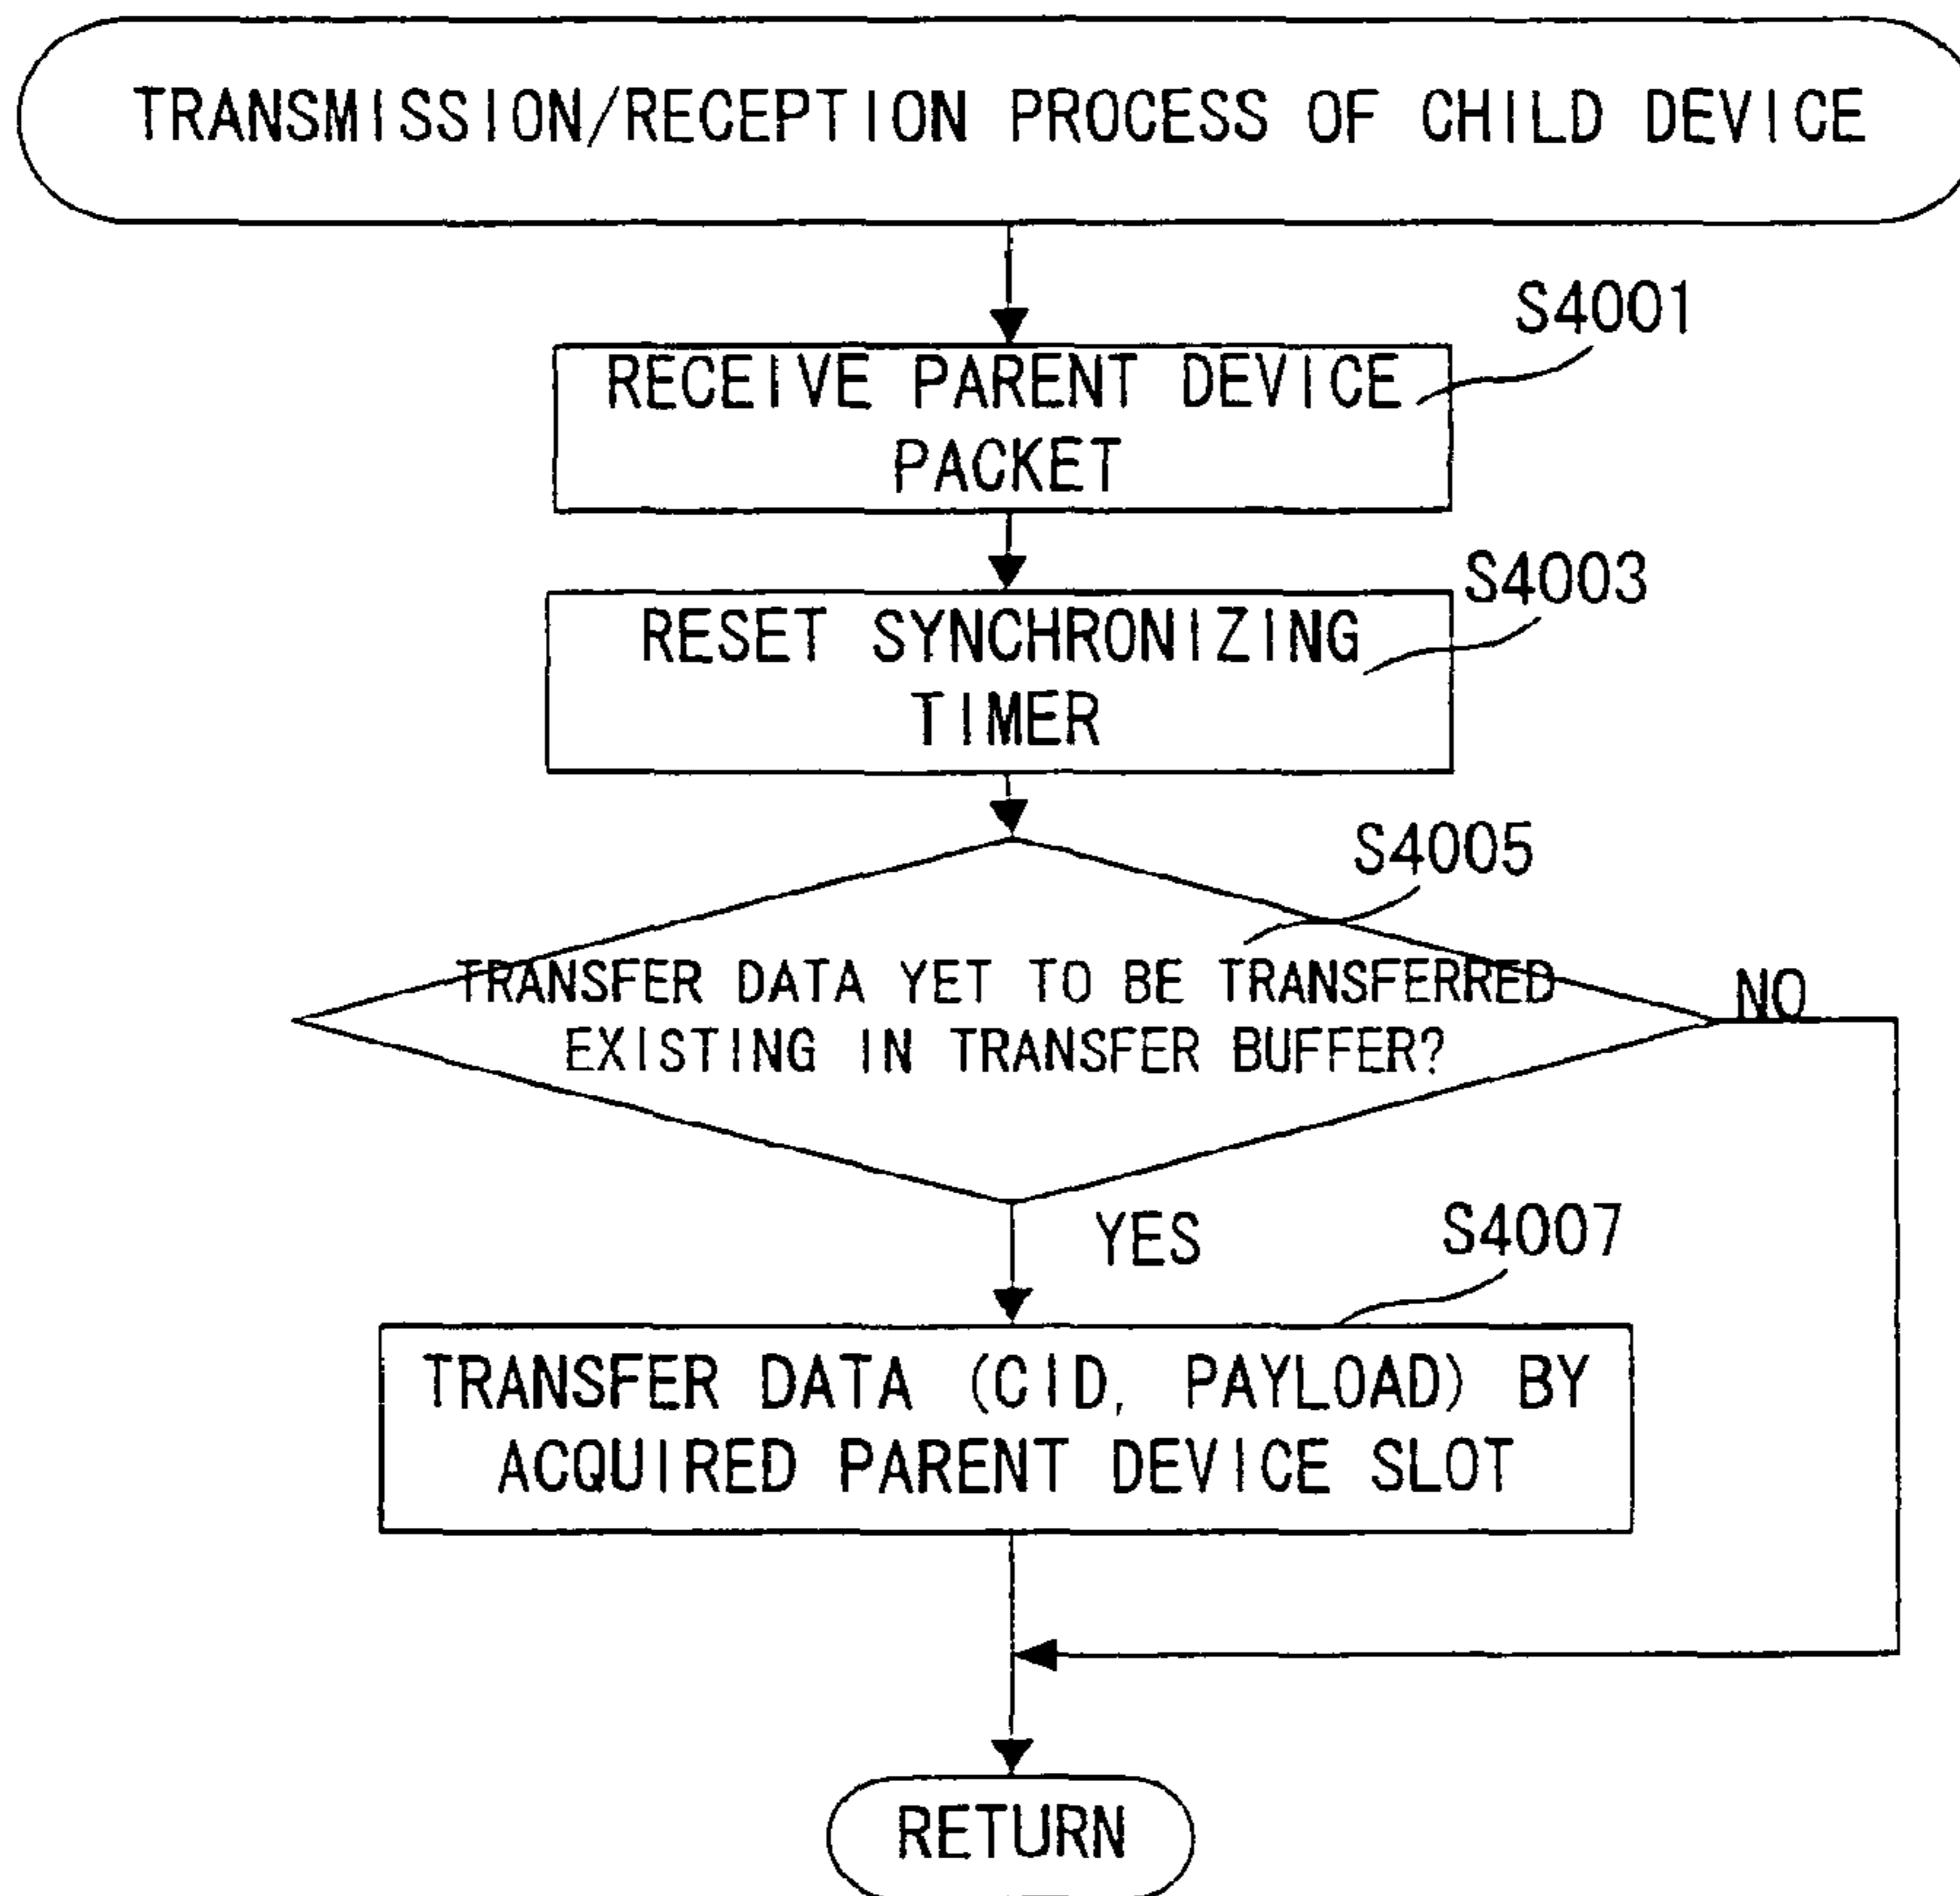 TRANSMISSION/RECEPTION PROCESS OF CHILD DEVICE
S4001
RECEIVE PARENT DEVICE
PACKET
S4003
RESET SYNCHRONIZING
TIMER
S4005
TRANSFER DATA YET TO BE TRANSFERRED
EXISTING IN TRANSFER BUFFER?
NO
YES
S4007
TRANSFER DATA (CID, PAYLOAD) BY
ACQUIRED PARENT DEVICE SLOT
RETURN